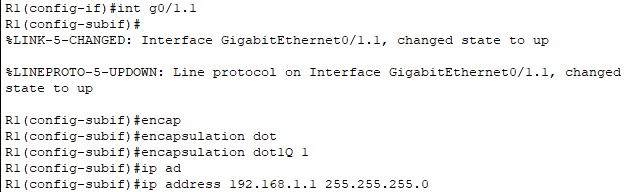 R1(config-if)#int g0/1.1
R1(config-subif)#
%LINK-5-CHANGED: Interface GigabitEthernet0/1.1, changed state to up
%LINEPROTO-5-UPDOWN: Line protocol on Interface GigabitEthernet0/1.1, changed
state to up
R1(config-subif)#encap
R1(config-subif)#encapsulation dot
R1(config-subif)#encapsulation dot1Q 1
R1(config-subif)#ip ad
R1(config-subif)#ip address 192.168.1.1 255.255.255.0